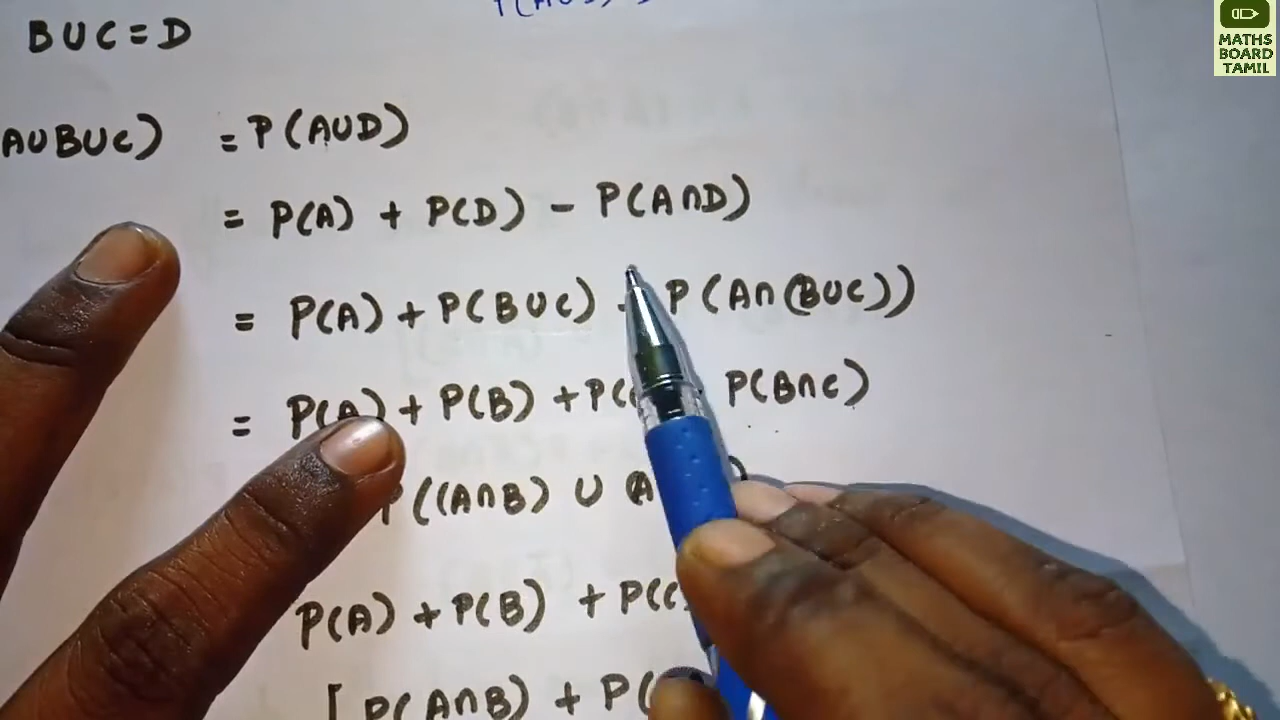 B U C = D
MATHS
BOARD
TAMIL
A∪B∪C) = P(A∪D)
= P(A) + P(D) - P(A∩D)
= P(A) + P(B∪C) - P(A∩(B∪C))
= P(A) + P(B) + P( P(B∩C)
P((A∩B) ∪ (A
P(A) + P(B) + P(C
[ P(A∩B) + P(